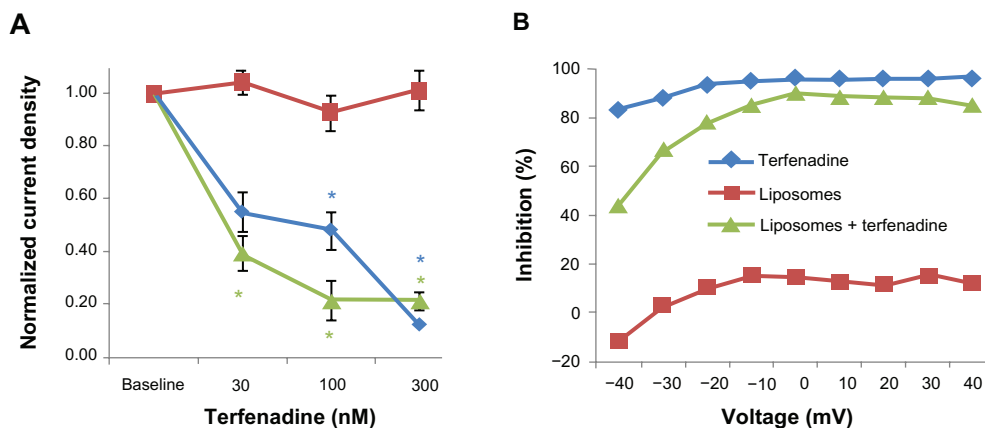 A
Normalized current density
1.00
0.80
0.60
0.40
0.20
0.00
*
*
*
*
*
Baseline 30 100 300
Terfenadine (nM)
B
Inhibition (%)
100
80
60
40
20
0
−20
Terfenadine
Liposomes
Liposomes + terfenadine
−40 −30 −20 −10 0 10 20 30 40
Voltage (mV)